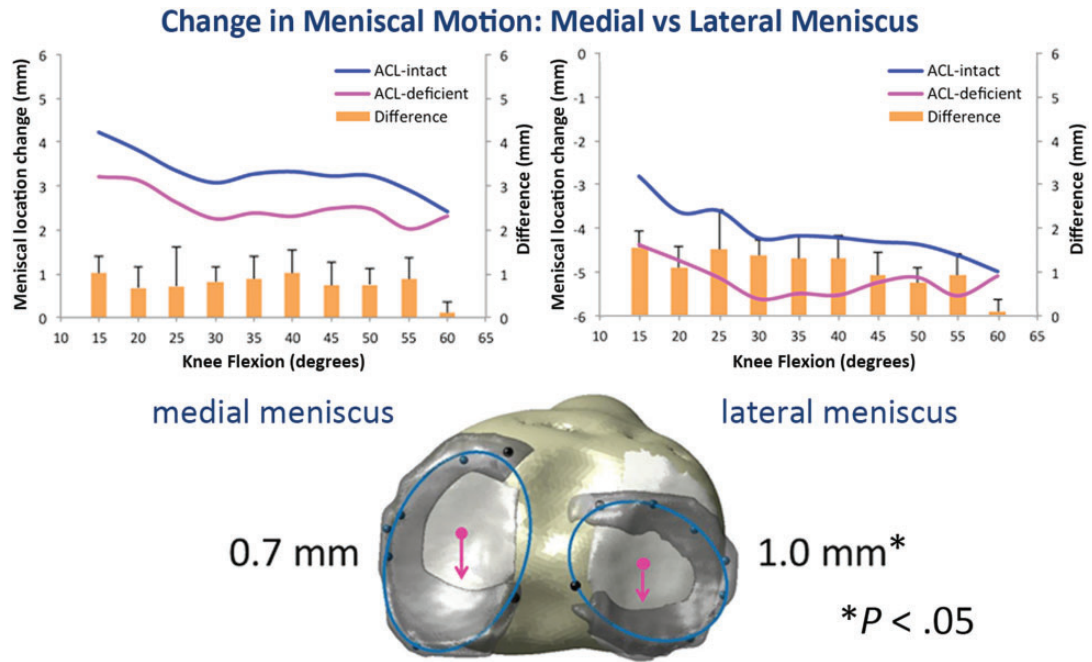 Change in Meniscal Motion: Medial vs Lateral Meniscus
Meniscal location change (mm)
6
5
4
3
2
1
0
ACL-intact
ACL-deficient
Difference
6
5
4
3
2
1
0
Difference (mm)
10 15 20 25 30 35 40 45 50 55 60 65
Knee Flexion (degrees)
Meniscal location change (mm)
0
-1
-2
-3
-4
-5
-6
ACL-intact
ACL-deficient
Difference
6
5
4
3
2
1
0
Difference (mm)
10 15 20 25 30 35 40 45 50 55 60 65
Knee Flexion (degrees)
medial meniscus
lateral meniscus
0.7 mm
1.0 mm*
*P < .05